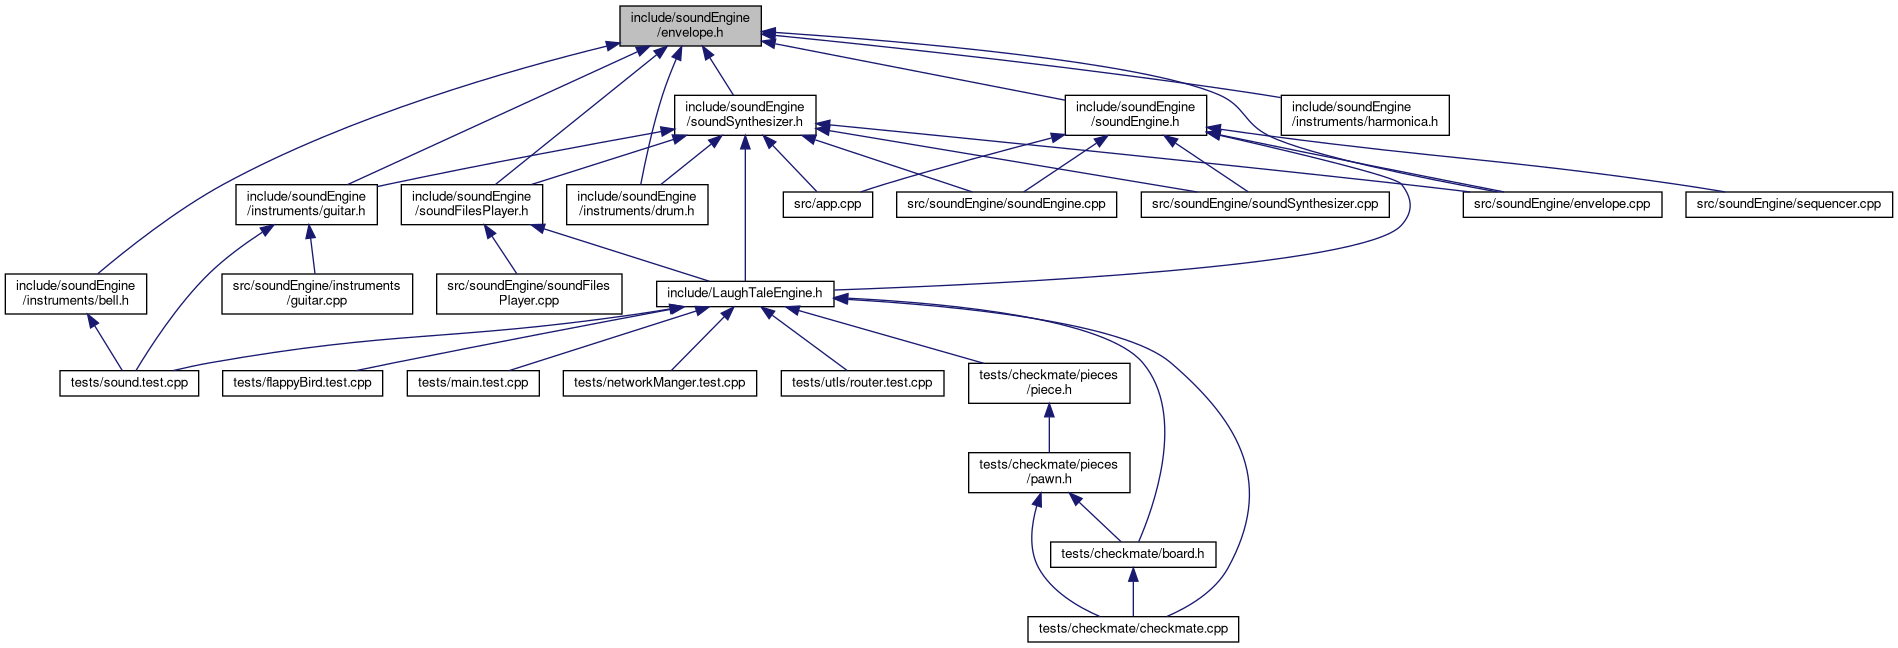 include/soundEngine
/envelope.h
include/soundEngine
/soundSynthesizer.h
include/soundEngine
/soundEngine.h
include/soundEngine
/instruments/harmonica.h
include/soundEngine
/instruments/guitar.h
include/soundEngine
/soundFilesPlayer.h
include/soundEngine
/instruments/drum.h
src/app.cpp
src/soundEngine/soundEngine.cpp
src/soundEngine/soundSynthesizer.cpp
src/soundEngine/envelope.cpp
src/soundEngine/sequencer.cpp
include/soundEngine
/instruments/bell.h
src/soundEngine/instruments
/guitar.cpp
src/soundEngine/soundFiles
Player.cpp
include/LaughTaleEngine.h
tests/sound.test.cpp
tests/flappyBird.test.cpp
tests/main.test.cpp
tests/networkManger.test.cpp
tests/utls/router.test.cpp
tests/checkmate/pieces
/piece.h
tests/checkmate/pieces
/pawn.h
tests/checkmate/board.h
tests/checkmate/checkmate.cpp